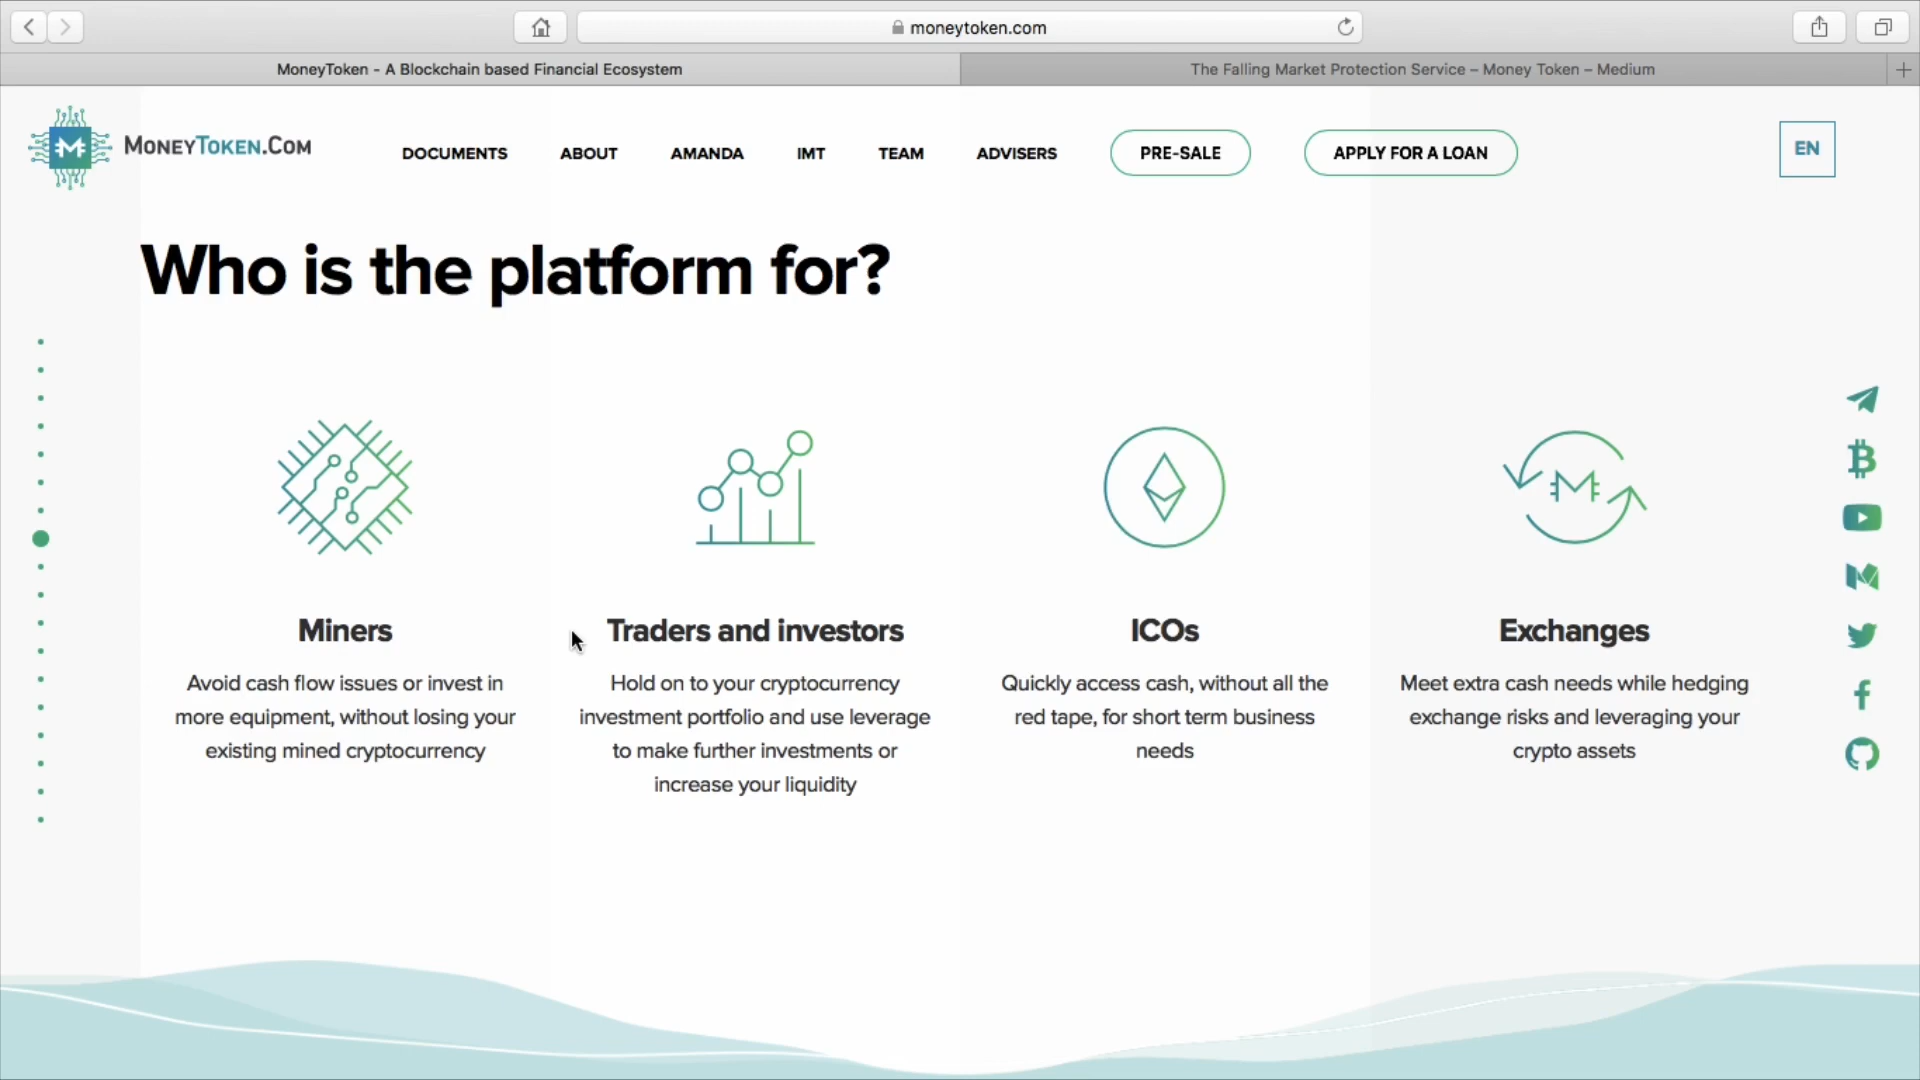 moneytoken.com
MoneyToken - A Blockchain based Financial Ecosystem
The Falling Market Protection Service – Money Token – Medium
MONEYTOKEN.COM
DOCUMENTS
ABOUT
AMANDA
IMT
TEAM
ADVISERS
PRE-SALE
APPLY FOR A LOAN
EN
Who is the platform for?
Miners
Avoid cash flow issues or invest in
more equipment, without losing your
existing mined cryptocurrency
Traders and investors
Hold on to your cryptocurrency
investment portfolio and use leverage
to make further investments or
increase your liquidity
ICOs
Quickly access cash, without all the
red tape, for short term business
needs
Exchanges
Meet extra cash needs while hedging
exchange risks and leveraging your
crypto assets